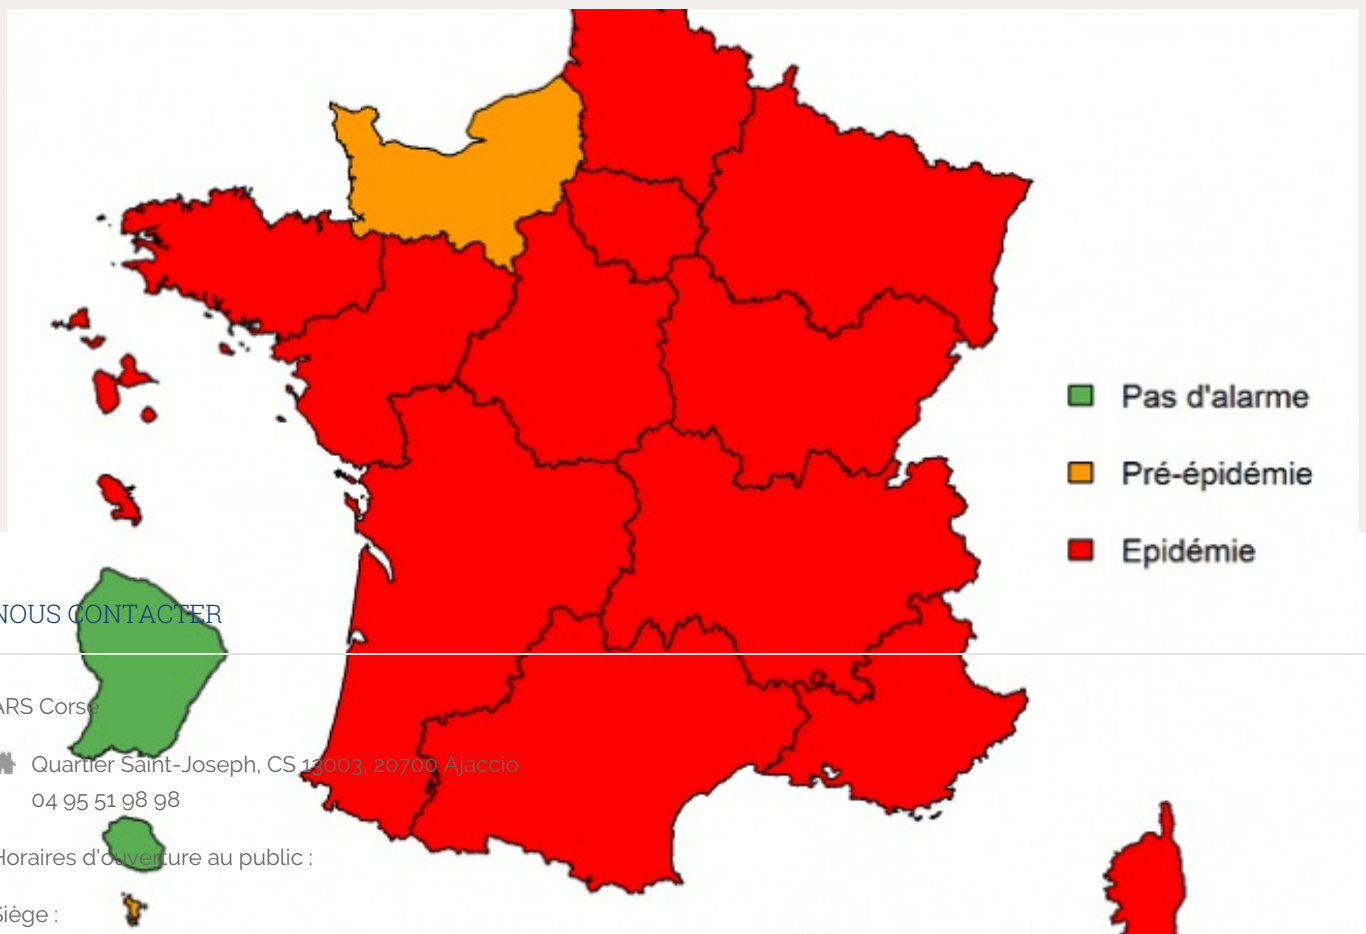 Pas d'alarme
Pré-épidémie
Epidémie
NOUS CONTACTER
ARS Corse
Quartier Saint-Joseph, CS 13003, 20700 Ajaccio
04 95 51 98 98
Horaires d'ouverture au public :
Siège :